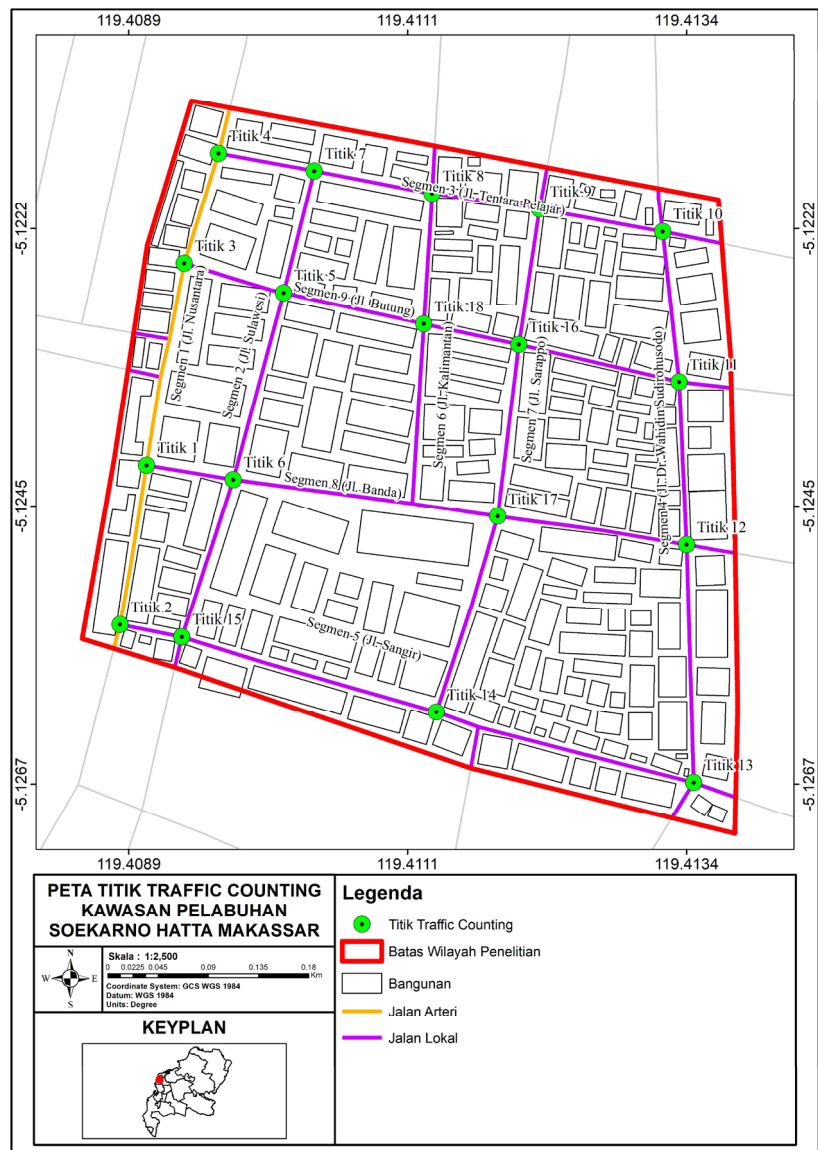 119.4089 119.4111 119.4134
-5.1222
-5.1245
-5.1267
-5.1222
-5.1245
-5.1267
Titik 4
Titik 7
Titik 8
Segmen 3 (Jl. Tentara Pelajar)
Titik 9
Titik 10
Titik 3
Titik 5
Segmen 9 (Jl. Butung)
Titik 18
Titik 16
Titik 11
Segmen 1 (Jl. Nusantara)
Segmen 2 (Jl. Sulawesi)
Segmen 6 (Jl. Kalimantan)
Segmen 7 (Jl. Sarappo)
Segmen 4 (Jl. Dr. Wahidin Sudirohusodo)
Titik 1
Titik 6
Segmen 8 (Jl. Banda)
Titik 17
Titik 12
Titik 2
Titik 15
Segmen 5 (Jl. Sangir)
Titik 14
Titik 13
119.4089 119.4111 119.4134
PETA TITIK TRAFFIC COUNTING
KAWASAN PELABUHAN
SOEKARNO HATTA MAKASSAR
N
W E
S
Skala : 1:2,500
0 0.0225 0.045 0.09 0.135 0.18
Km
Coordinate System: GCS WGS 1984
Datum: WGS 1984
Units: Degree
KEYPLAN
Legenda
Titik Traffic Counting
Batas Wilayah Penelitian
Bangunan
Jalan Arteri
Jalan Lokal